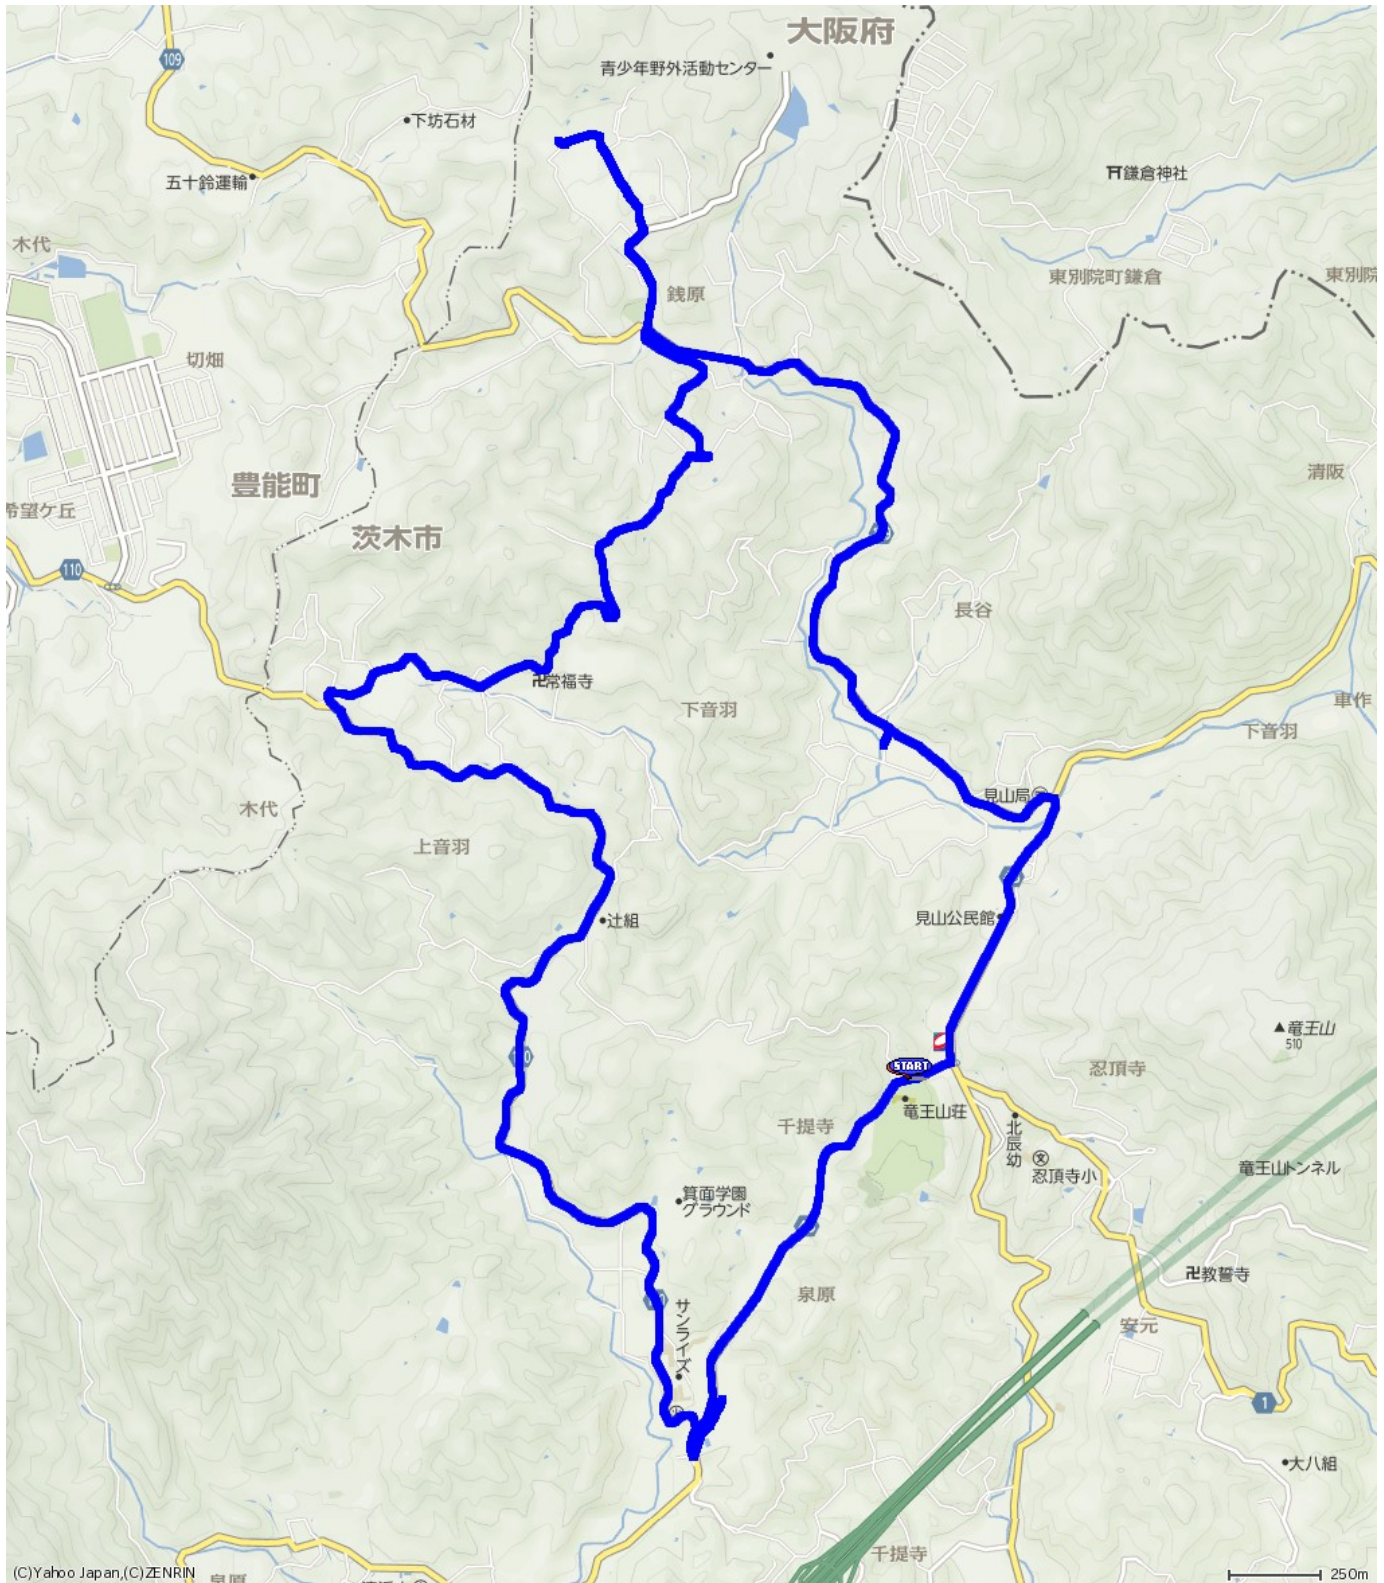 大阪府
青少年野外活動センター
109
下坊石材
五十鈴運輸
鎌倉神社
木代
東別院町鎌倉
東別院
銭原
切畑
清阪
豊能町
希望ケ丘
茨木市
110
長谷
常福寺
下音羽
車作
下音羽
見山局
木代
上音羽
見山公民館
辻組
竜王山
510
START
忍頂寺
竜王山荘
千提寺
北辰幼
忍頂寺小
竜王山トンネル
箕面学園
グラウンド
教誓寺
泉原
サンライズ
安元
1
大八組
千提寺
(C)Yahoo Japan,(C)ZENRIN
泉原
250m